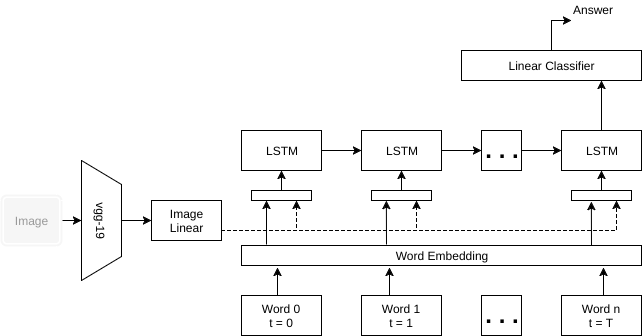 Answer
Linear Classifier
LSTM
LSTM
. . .
LSTM
Image
vgg-19
Image
Linear
Word Embedding
Word 0
t = 0
Word 1
t = 1
. . .
Word n
t = T